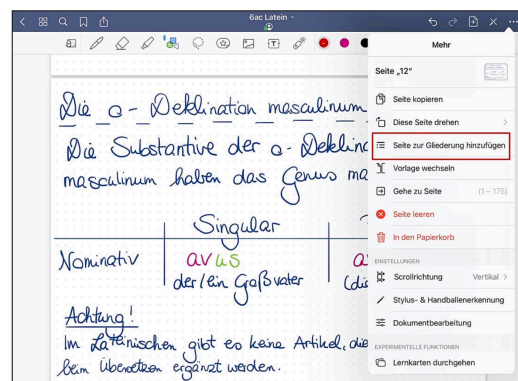 6ac Latein
Mehr
Seite „12"
Seite kopieren
Diese Seite drehen
Seite zur Gliederung hinzufügen
Vorlage wechseln
Gehe zu Seite (1 – 175)
Seite leeren
In den Papierkorb
EINSTELLUNGEN
Scrollrichtung Vertikal
Stylus- & Handballenerkennung
Dokumentbearbeitung
EXPERIMENTELLE FUNKTIONEN
Lernkarten durchgehen
Die o - Deklination masculinum
Die Substantive der o- Deklina
masculinum haben das Genus ma
Singular
Nominativ avus a
der/ein Großvater (die
Achtung!
Im Lateinischen gibt es keine Artikel, die
beim Übersetzen ergänzt werden.